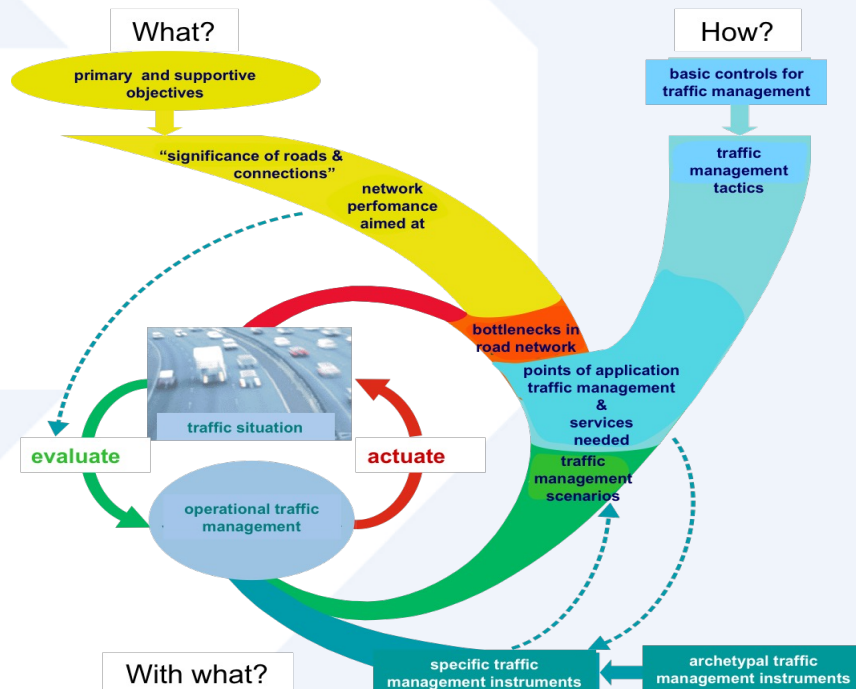 What?
How?
primary and supportive
objectives
basic controls for
traffic management
“significance of roads &
connections”
traffic
management
tactics
network
perfomance
aimed at
bottlenecks in
road network
points of application
traffic management
&
services
needed
traffic situation
evaluate
actuate
traffic
management
scenarios
operational traffic
management
With what?
specific traffic
management instruments
archetypal traffic
management instruments